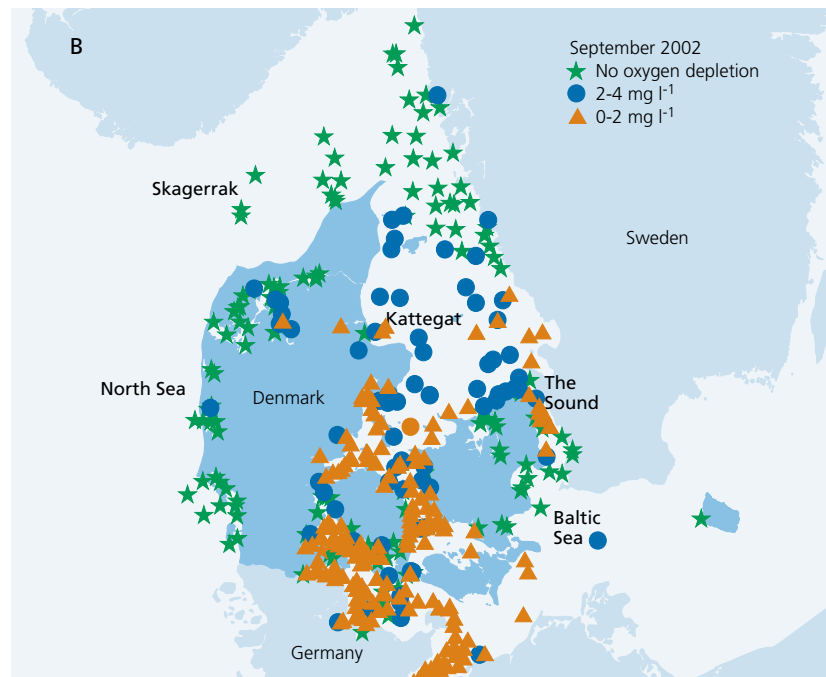 B
September 2002
No oxygen depletion
2-4 mg l-1
0-2 mg l-1
Skagerrak
Sweden
Kattegat
North Sea
Denmark
The
Sound
Baltic
Sea
Germany